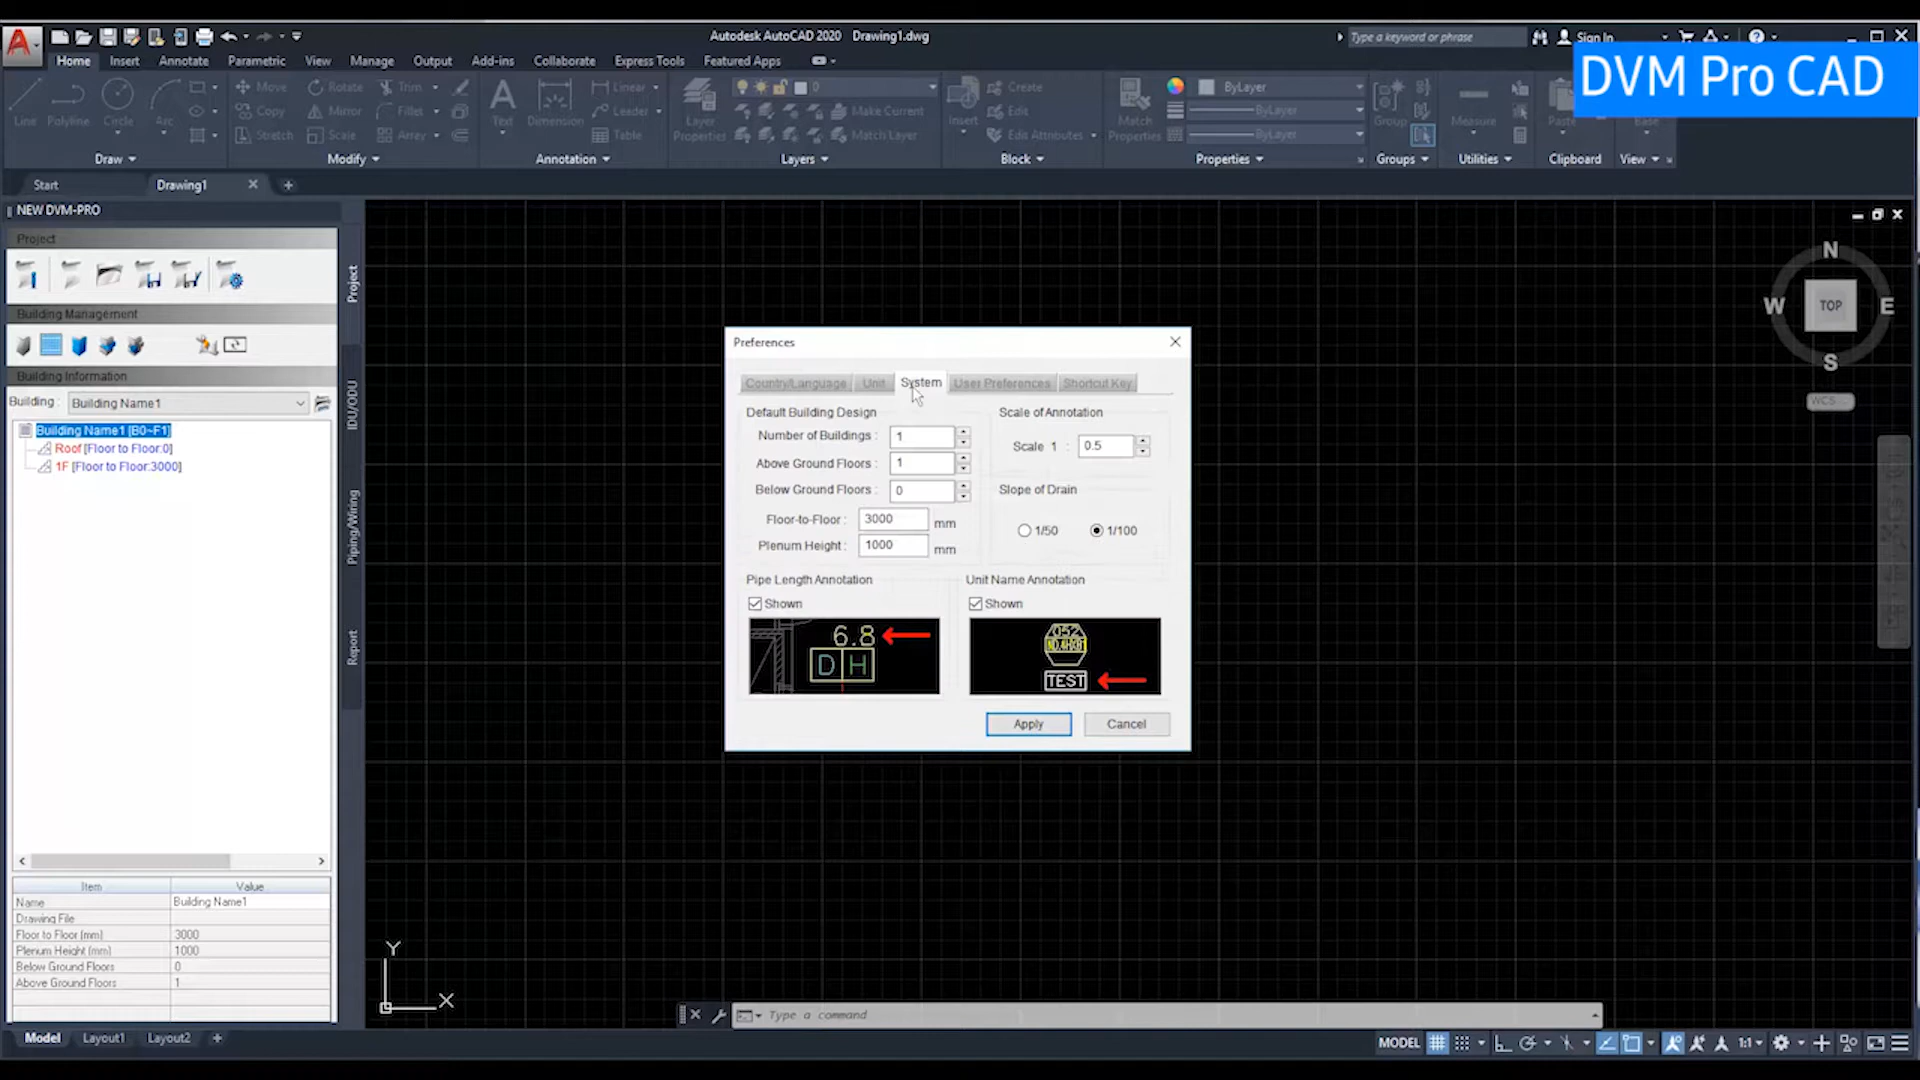 Autodesk AutoCAD 2020 Drawing1.dwg
Type a keyword or phrase
Sign In
DVM Pro CAD
Home Insert Annotate Parametric View Manage Output Add-ins Collaborate Express Tools Featured Apps
Line Polyline Circle Arc
Move Rotate Trim
Copy Mirror Fillet
Stretch Scale Array
Text Dimension
Linear
Leader
Table
Layer Properties
0
Make Current
Match Layer
Insert
Create
Edit
Edit Attributes
Match Properties
ByLayer
ByLayer
ByLayer
Group
Measure
Paste
Base
Draw Modify Annotation Layers Block Properties Groups Utilities Clipboard View
Start Drawing1
NEW DVM-PRO
Project
Building Management
Building Information
Building : Building Name1
Building Name1 [B0~F1]
Roof [Floor to Floor:0]
1F [Floor to Floor:3000]
Project
IDU/ODU
Piping/Wiring
Report
Item Value
Name Building Name1
Drawing File
Floor to Floor (mm) 3000
Plenum Height (mm) 1000
Below Ground Floors 0
Above Ground Floors 1
Preferences
Country/Language Unit System User Preferences Shortcut Key
Default Building Design
Number of Buildings : 1
Above Ground Floors : 1
Below Ground Floors : 0
Floor-to-Floor : 3000 mm
Plenum Height : 1000 mm
Scale of Annotation
Scale 1 : 0.5
Slope of Drain
1/50 1/100
Pipe Length Annotation
Shown
6.8
D H
Unit Name Annotation
Shown
052
TEST
Apply Cancel
N
W TOP E
S
WCS
Y
X
Type a command
Model Layout1 Layout2 +
MODEL 1:1